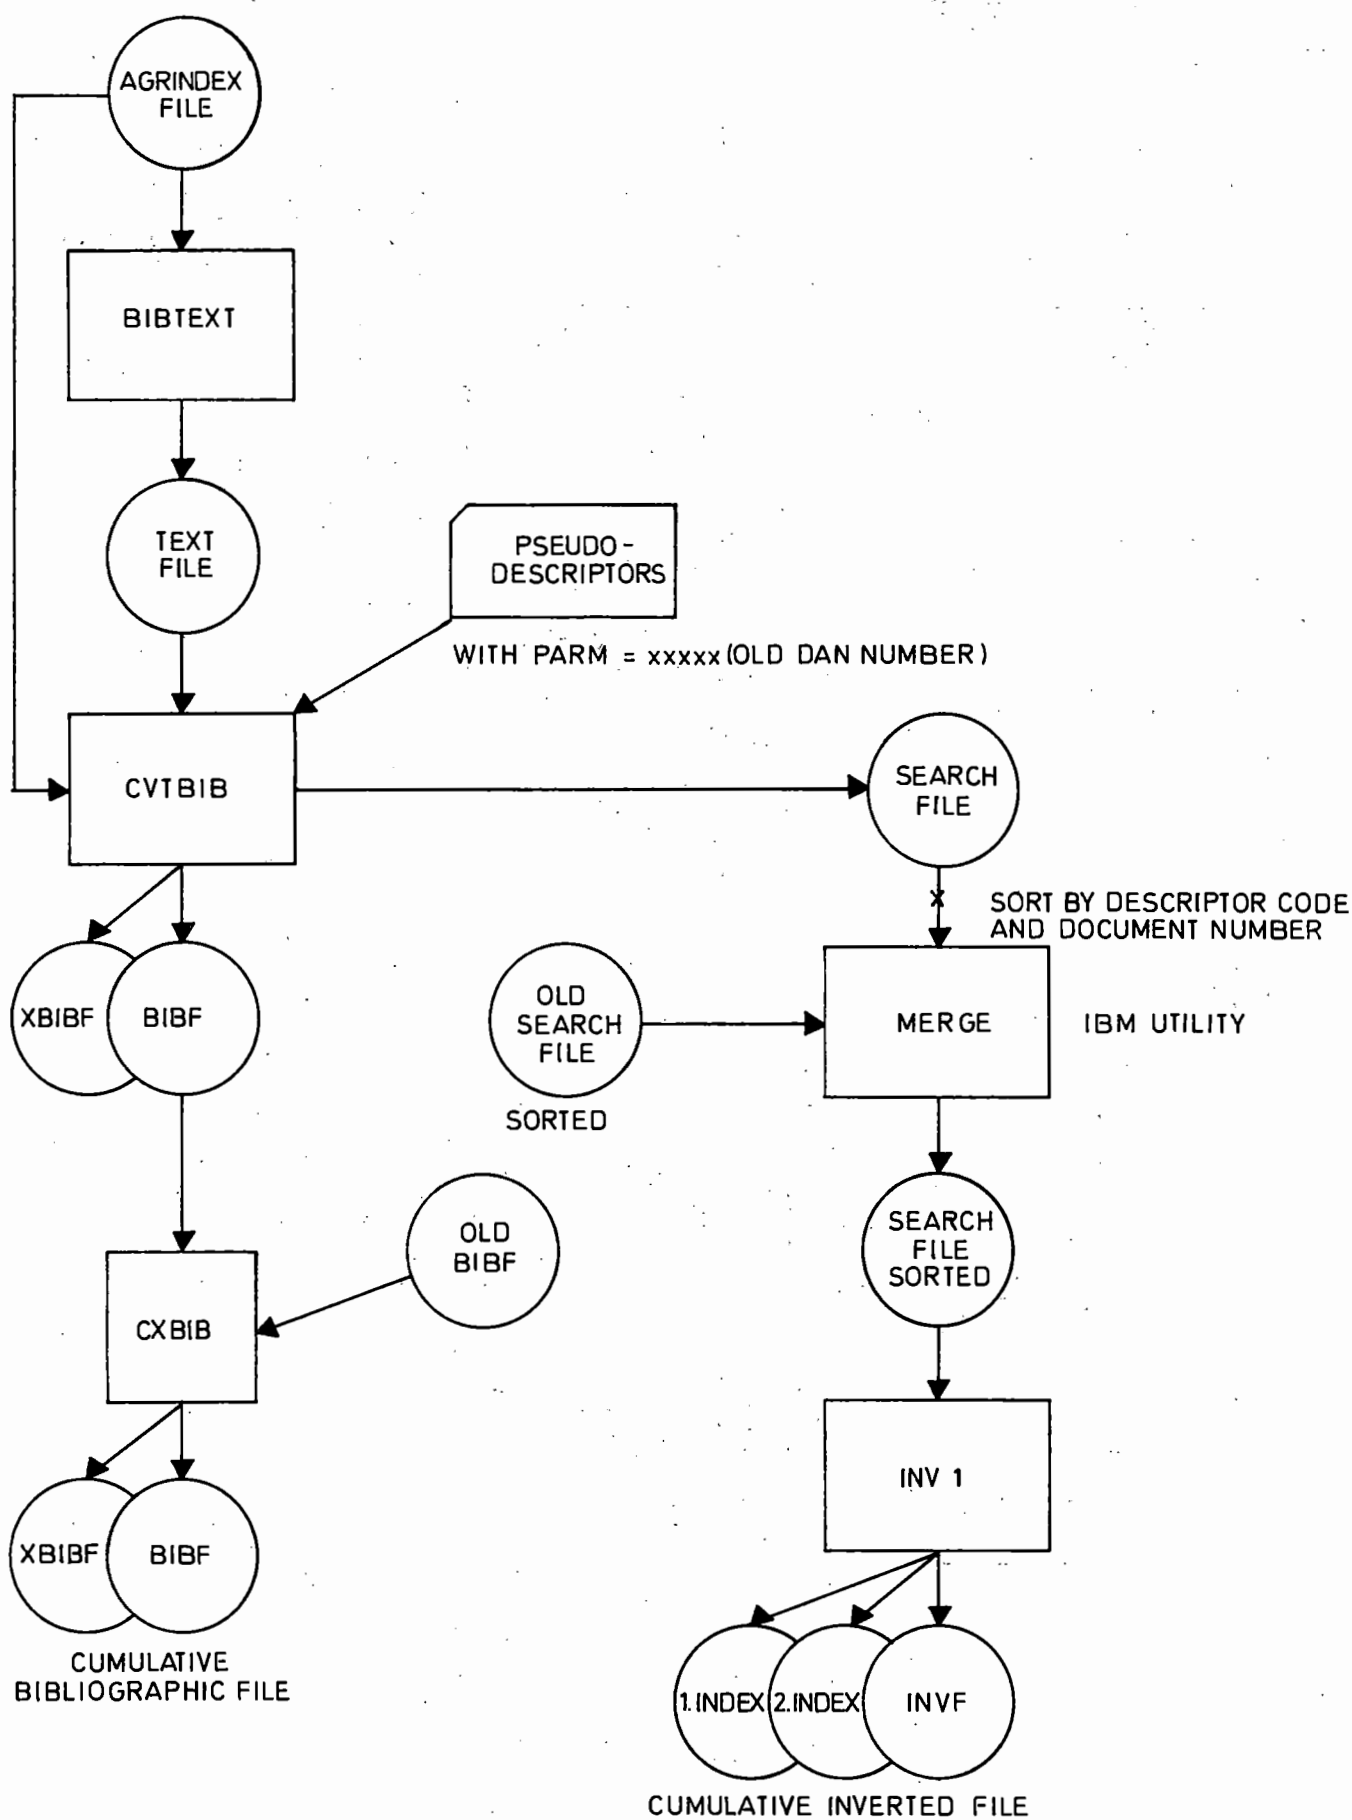 AGRINDEX
FILE
BIBTEXT
TEXT
FILE
PSEUDO-
DESCRIPTORS
WITH PARM = xxxxx (OLD DAN NUMBER)
CVTBIB
SEARCH
FILE
SORT BY DESCRIPTOR CODE
AND DOCUMENT NUMBER
XBIBF
BIBF
OLD
SEARCH
FILE
SORTED
MERGE
IBM UTILITY
SEARCH
FILE
SORTED
OLD
BIBF
CXBIB
XBIBF
BIBF
CUMULATIVE
BIBLIOGRAPHIC FILE
INV 1
1.INDEX
2.INDEX
INVF
CUMULATIVE INVERTED FILE